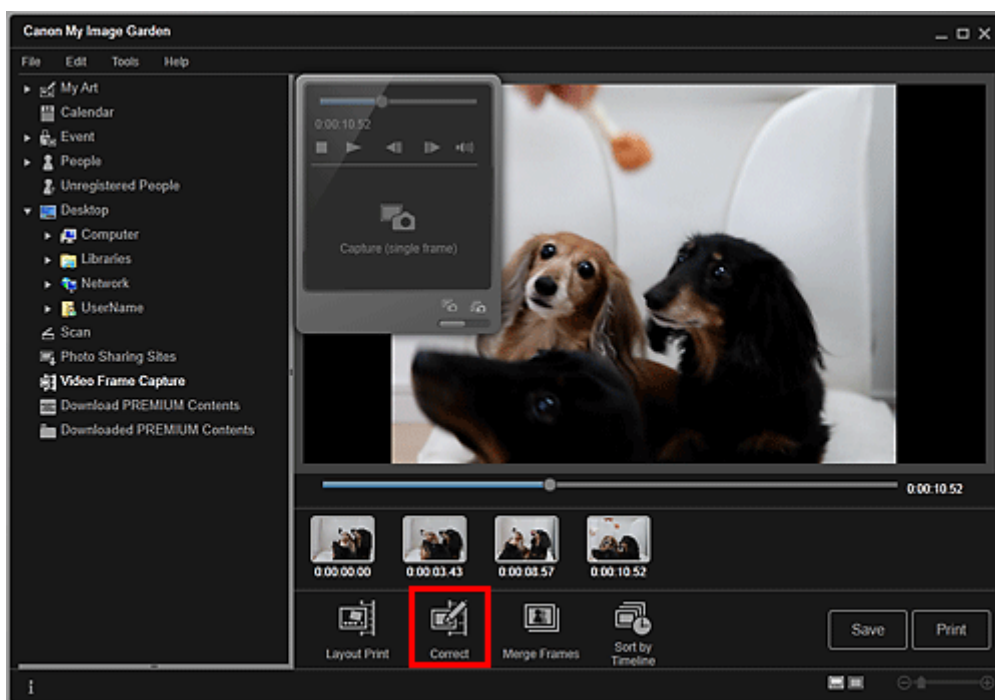 Canon My Image Garden
File Edit Tools Help
My Art
Calendar
Event
People
Unregistered People
Desktop
Computer
Libraries
Network
UserName
Scan
Photo Sharing Sites
Video Frame Capture
Download PREMIUM Contents
Downloaded PREMIUM Contents
0:00:10.52
Capture (single frame)
0:00:10.52
0:00:00.00 0:00:03.43 0:00:08.57 0:00:10.52
Layout Print Correct Merge Frames Sort by
Timeline
Save Print